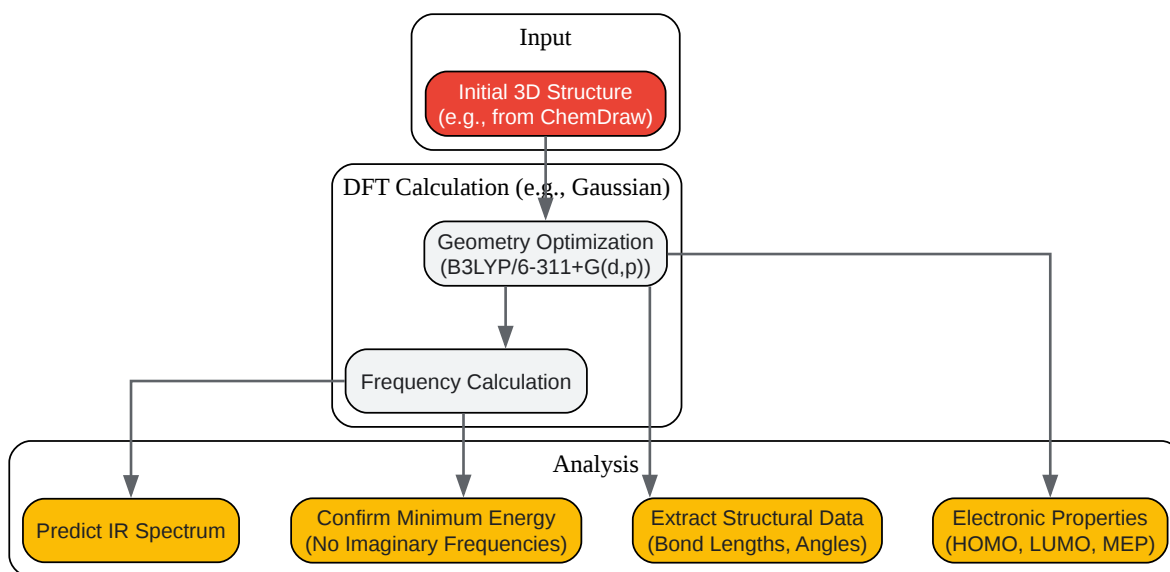 Input
Initial 3D Structure
(e.g., from ChemDraw)
DFT Calculation (e.g., Gaussian)
Geometry Optimization
(B3LYP/6-311+G(d,p))
Frequency Calculation
Analysis
Predict IR Spectrum
Confirm Minimum Energy
(No Imaginary Frequencies)
Extract Structural Data
(Bond Lengths, Angles)
Electronic Properties
(HOMO, LUMO, MEP)